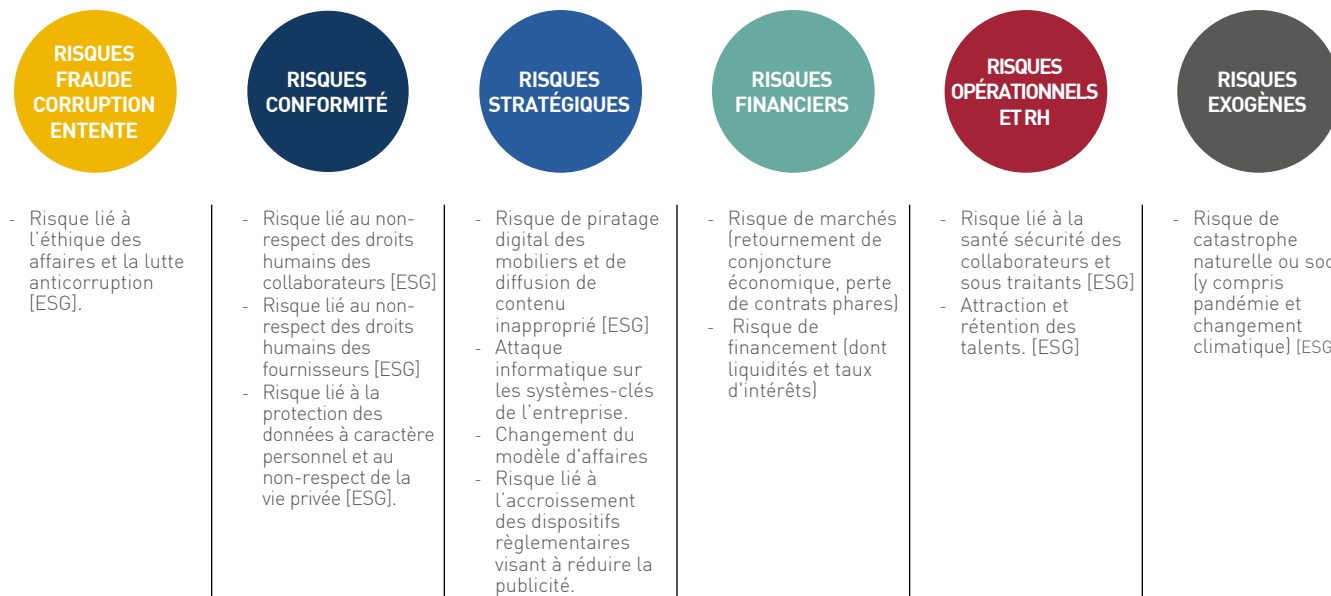 RISQUES
FRAUDE
CORRUPTION
ENTENTE
RISQUES
CONFORMITÉ
RISQUES
STRATÉGIQUES
RISQUES
FINANCIERS
RISQUES
OPÉRATIONNELS
ET RH
RISQUES
EXOGÈNES
- Risque lié à
l'éthique des
affaires et la lutte
anticorruption
[ESG].
- Risque lié au non-
respect des droits
humains des
collaborateurs [ESG]
- Risque lié au non-
respect des droits
humains des
fournisseurs [ESG]
- Risque lié à la
protection des
données à caractère
personnel et au
non-respect de la
vie privée [ESG].
- Risque de piratage
digital des
mobiliers et de
diffusion de
contenu
inapproprié [ESG]
- Attaque
informatique sur
les systèmes-clés
de l'entreprise.
- Changement du
modèle d'affaires
- Risque lié à
l'accroissement
des dispositifs
règlementaires
visant à réduire la
publicité.
- Risque de marchés
(retournement de
conjoncture
économique, perte
de contrats phares)
- Risque de
financement (dont
liquidités et taux
d'intérêts)
- Risque lié à la
santé sécurité des
collaborateurs et
sous traitants [ESG]
- Attraction et
rétention des
talents. [ESG]
- Risque de
catastrophe
naturelle ou
(y compris
pandémie et
changement
climatique) [ESG